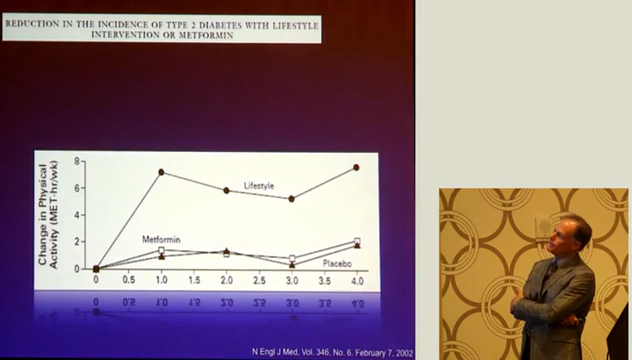 REDUCTION IN THE INCIDENCE OF TYPE 2 DIABETES WITH LIFESTYLE
INTERVENTION OR METFORMIN
Change in Physical
Activity (MET-hr/wk)
8
6
4
2
0
Lifestyle
Metformin
Placebo
0 0.5 1.0 1.5 2.0 2.5 3.0 3.5 4.0
N Engl J Med, Vol. 346, No. 6. February 7, 2002